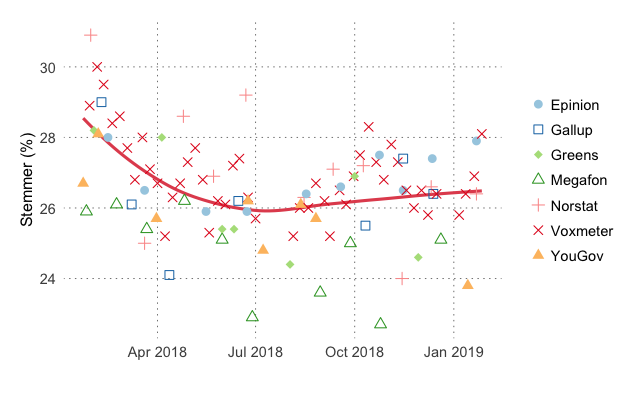 Stemmer (%)
30
28
26
24
Apr 2018
Jul 2018
Oct 2018
Jan 2019
Epinion
Gallup
Greens
Megafon
Norstat
Voxmeter
YouGov